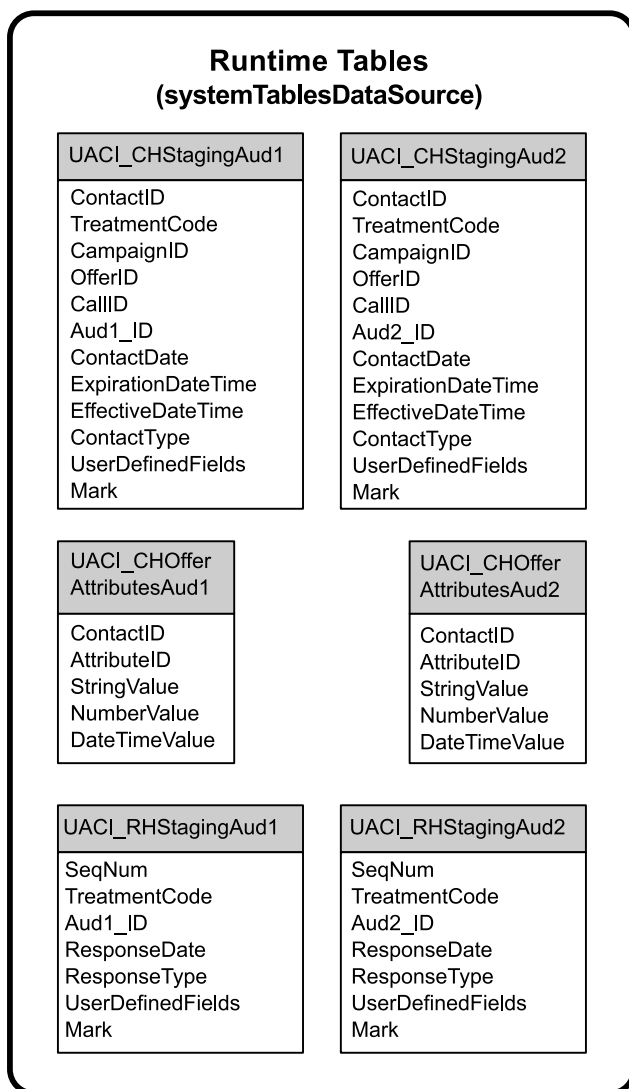 Runtime Tables
(systemTablesDataSource)
UACI_CHStagingAud1
ContactID
TreatmentCode
CampaignID
OfferID
CallID
Aud1_ID
ContactDate
ExpirationDateTime
EffectiveDateTime
ContactType
UserDefinedFields
Mark
UACI_CHStagingAud2
ContactID
TreatmentCode
CampaignID
OfferID
CallID
Aud2_ID
ContactDate
ExpirationDateTime
EffectiveDateTime
ContactType
UserDefinedFields
Mark
UACI_CHOffer
AttributesAud1
ContactID
AttributeID
StringValue
NumberValue
DateTimeValue
UACI_CHOffer
AttributesAud2
ContactID
AttributeID
StringValue
NumberValue
DateTimeValue
UACI_RHStagingAud1
SeqNum
TreatmentCode
Aud1_ID
ResponseDate
ResponseType
UserDefinedFields
Mark
UACI_RHStagingAud2
SeqNum
TreatmentCode
Aud2_ID
ResponseDate
ResponseType
UserDefinedFields
Mark